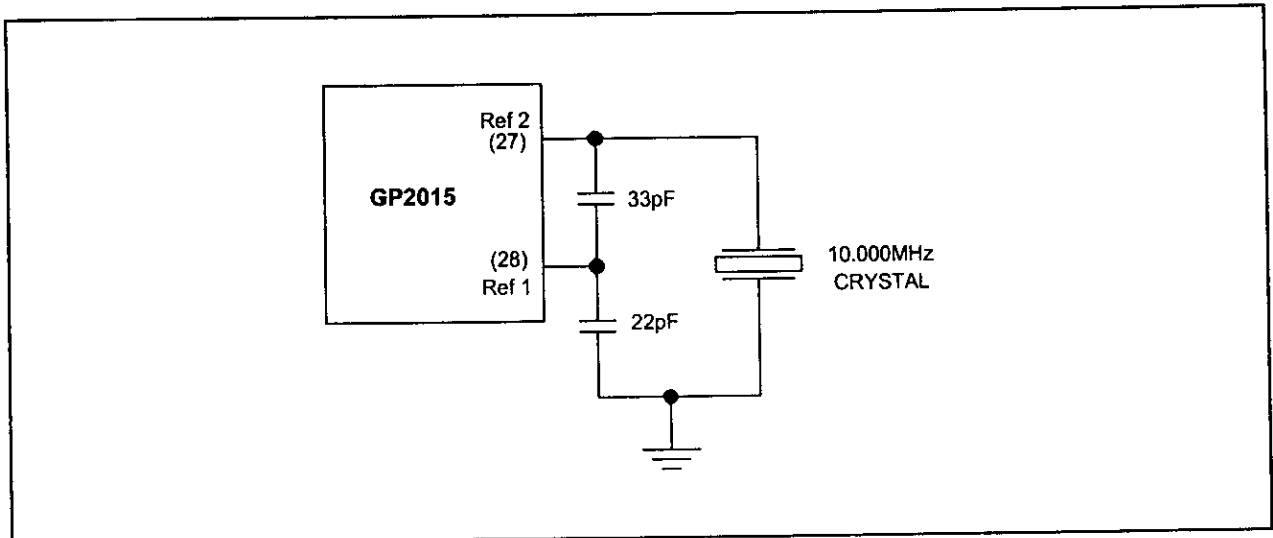 Ref 2
(27)
GP2015
33pF
(28)
Ref 1
10.000MHz
CRYSTAL
22pF